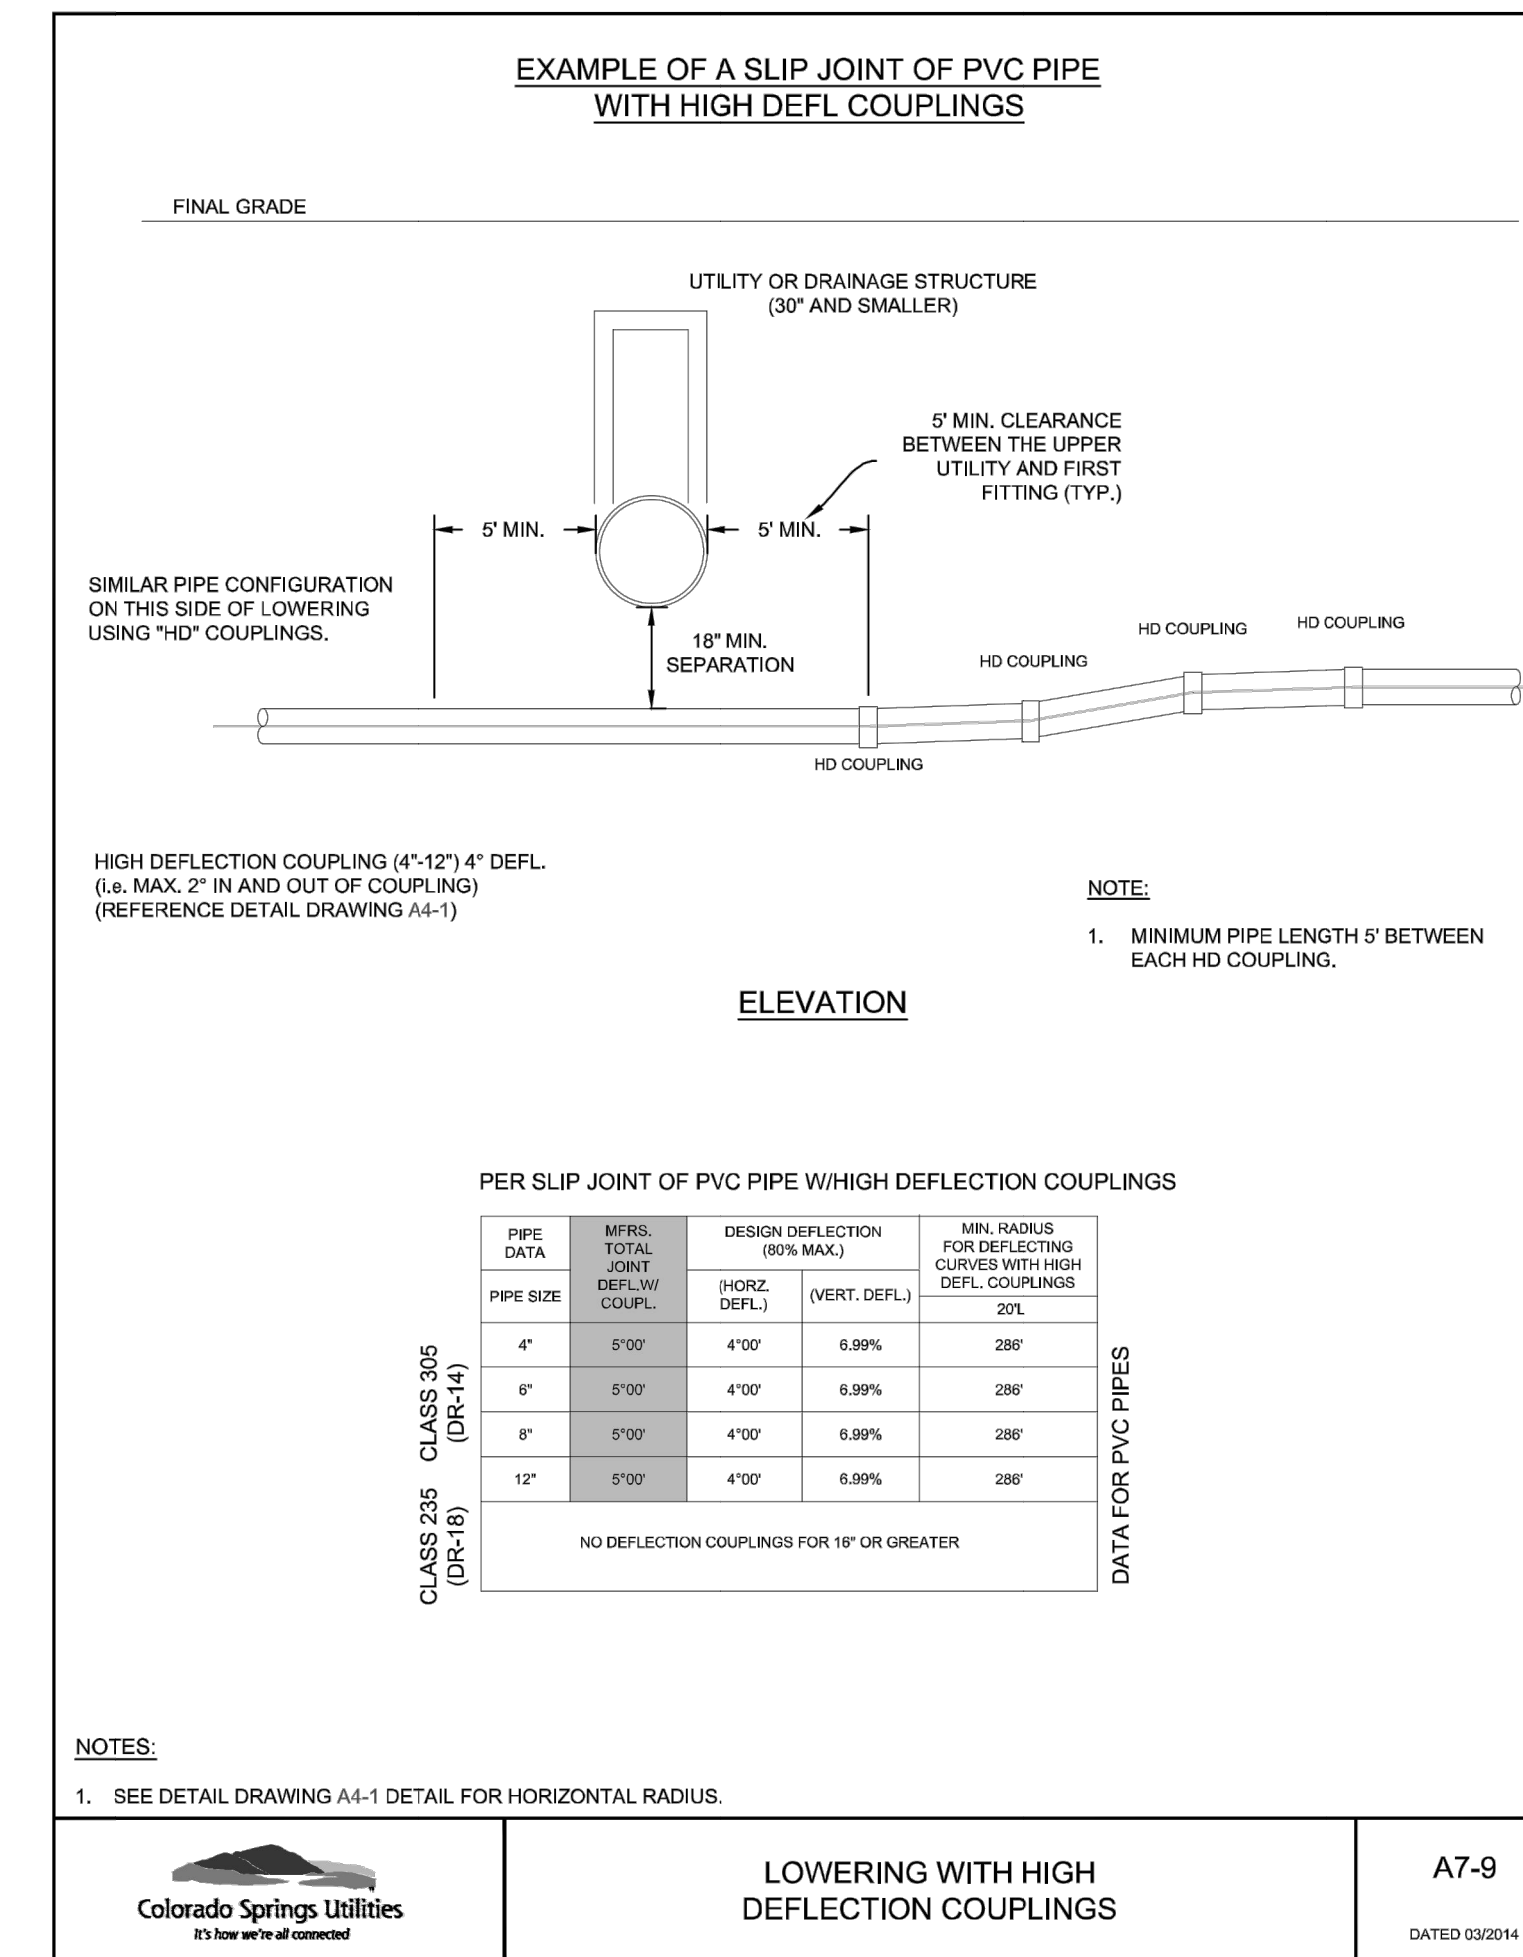 EXAMPLE OF A SLIP JOINT OF PVC PIPE
WITH HIGH DEFL COUPLINGS
FINAL GRADE
UTILITY OR DRAINAGE STRUCTURE
(30" AND SMALLER)
5' MIN. CLEARANCE
BETWEEN THE UPPER
UTILITY AND FIRST
FITTING (TYP.)
5' MIN.
5' MIN.
SIMILAR PIPE CONFIGURATION
ON THIS SIDE OF LOWERING
USING "HD" COUPLINGS.
18" MIN.
SEPARATION
HD COUPLING
HD COUPLING
HD COUPLING
HD COUPLING
HIGH DEFLECTION COUPLING (4"-12") 4° DEFL.
(i.e. MAX. 2° IN AND OUT OF COUPLING)
(REFERENCE DETAIL DRAWING A4-1)
NOTE:
1. MINIMUM PIPE LENGTH 5' BETWEEN
EACH HD COUPLING.
ELEVATION
PER SLIP JOINT OF PVC PIPE W/HIGH DEFLECTION COUPLINGS
PIPE
DATA
PIPE SIZE
MFRS.
TOTAL
JOINT
DEFL.W/
COUPL.
DESIGN DEFLECTION
(80% MAX.)
(HORZ.
DEFL.)
(VERT. DEFL.)
MIN. RADIUS
FOR DEFLECTING
CURVES WITH HIGH
DEFL. COUPLINGS
20'L
4" 5°00' 4°00' 6.99% 286'
6" 5°00' 4°00' 6.99% 286'
8" 5°00' 4°00' 6.99% 286'
12" 5°00' 4°00' 6.99% 286'
NO DEFLECTION COUPLINGS FOR 16" OR GREATER
CLASS 305
(DR-14)
CLASS 235
(DR-18)
DATA FOR PVC PIPES
NOTES:
1. SEE DETAIL DRAWING A4-1 DETAIL FOR HORIZONTAL RADIUS.
Colorado Springs Utilities
It's how we're all connected
LOWERING WITH HIGH
DEFLECTION COUPLINGS
A7-9
DATED 03/2014